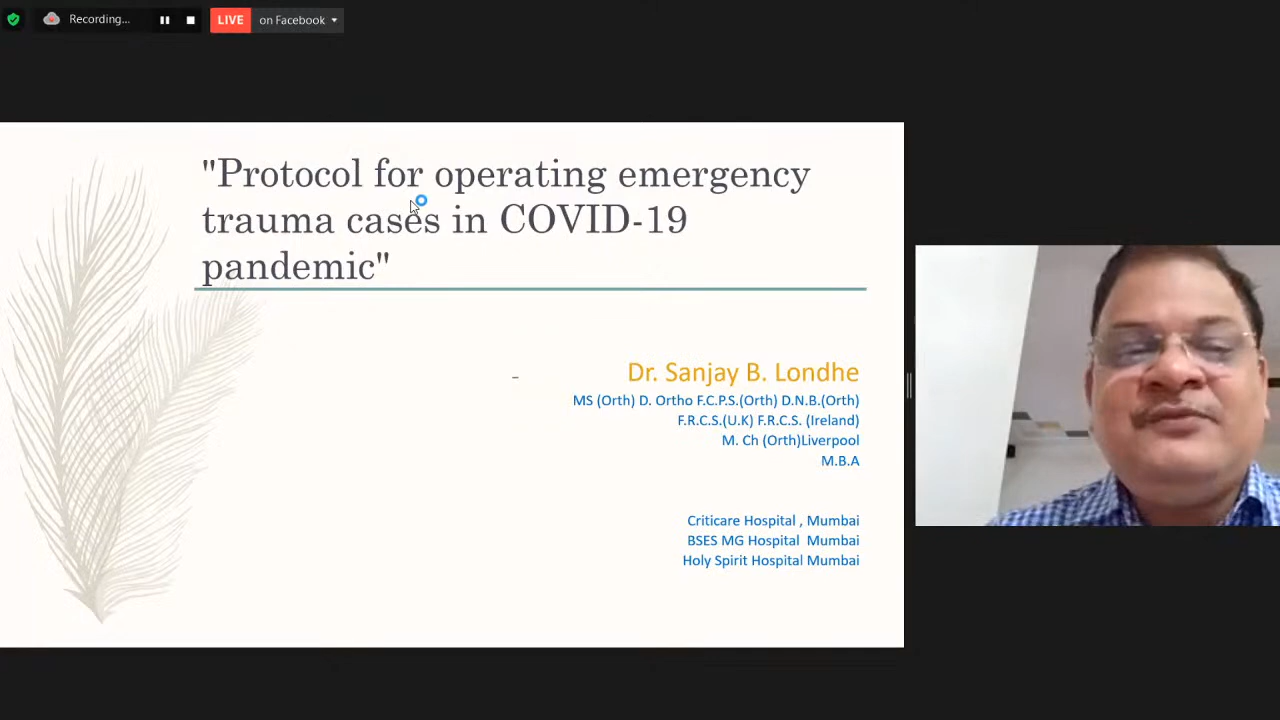 Recording...
LIVE on Facebook
"Protocol for operating emergency
trauma cases in COVID-19
pandemic"
Dr. Sanjay B. Londhe
MS (Orth) D. Ortho F.C.P.S.(Orth) D.N.B.(Orth)
F.R.C.S.(U.K) F.R.C.S. (Ireland)
M. Ch (Orth)Liverpool
M.B.A
Criticare Hospital , Mumbai
BSES MG Hospital Mumbai
Holy Spirit Hospital Mumbai